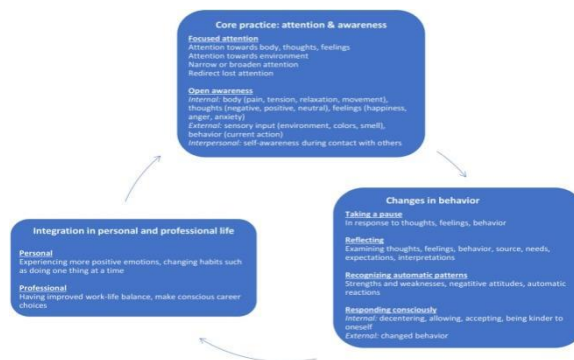 Core practice: attention & awareness
Focused attention
Attention towards body, thoughts, feelings
Attention towards environment
Narrow or broaden attention
Redirect lost attention
Open awareness
Internal: body (pain, tension, relaxation, movement),
thoughts (negative, positive, neutral), feelings (happiness,
anger, anxiety)
External: sensory input (environment, colors, smell),
behavior (current action)
Interpersonal: self-awareness during contact with others
Changes in behavior
Taking a pause
In response to thoughts, feelings, behavior
Reflecting
Examining thoughts, feelings, behavior, source, needs,
expectations, interpretations
Recognizing automatic patterns
Strengths and weaknesses, negatitive attitudes, automatic
reactions
Responding consciously
Internal: decentering, allowing, accepting, being kinder to
oneself
External: changed behavior
Integration in personal and professional life
Personal
Experiencing more positive emotions, changing habits such
as doing one thing at a time
Professional
Having improved work-life balance, make conscious career
choices